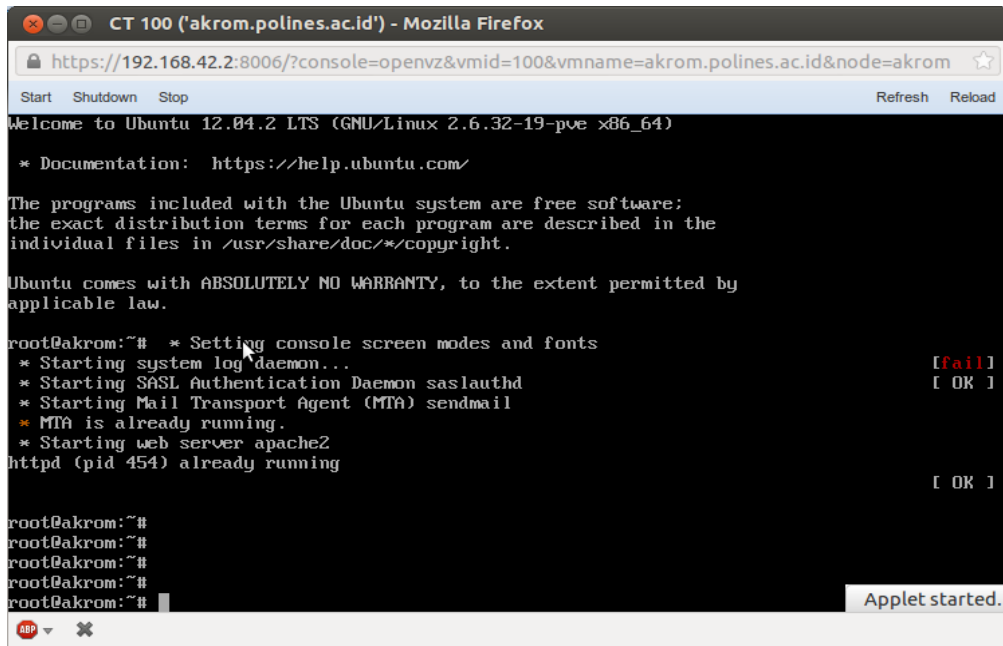 CT 100 ('akrom.polines.ac.id') - Mozilla Firefox
https://192.168.42.2:8006/?console=openvz&vmid=100&vmname=akrom.polines.ac.id&node=akrom
Start Shutdown Stop Refresh Reload
Welcome to Ubuntu 12.04.2 LTS (GNU/Linux 2.6.32-19-pve x86_64)
* Documentation: https://help.ubuntu.com/
The programs included with the Ubuntu system are free software;
the exact distribution terms for each program are described in the
individual files in /usr/share/doc/*/copyright.
Ubuntu comes with ABSOLUTELY NO WARRANTY, to the extent permitted by
applicable law.
root@akrom:~# * Setting console screen modes and fonts
* Starting system log daemon... [fail]
* Starting SASL Authentication Daemon saslauthd [ OK ]
* Starting Mail Transport Agent (MTA) sendmail
* MTA is already running.
* Starting web server apache2
httpd (pid 454) already running
[ OK ]
root@akrom:~#
root@akrom:~#
root@akrom:~#
root@akrom:~#
root@akrom:~#
Applet started.
ABP